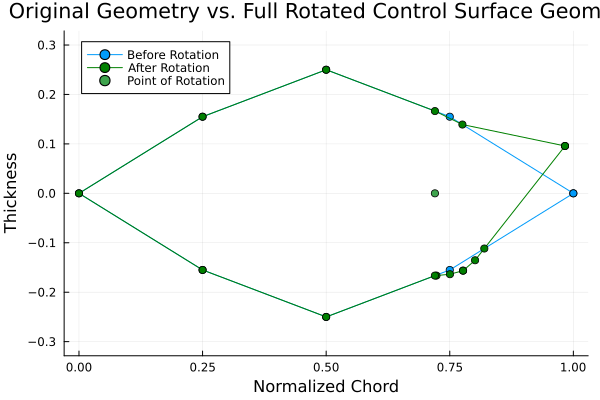 Original Geometry vs. Full Rotated Control Surface Geom
Before Rotation
After Rotation
Point of Rotation
Thickness
0.3
0.2
0.1
0.0
−0.1
−0.2
−0.3
0.00
0.25
0.50
0.75
1.00
Normalized Chord